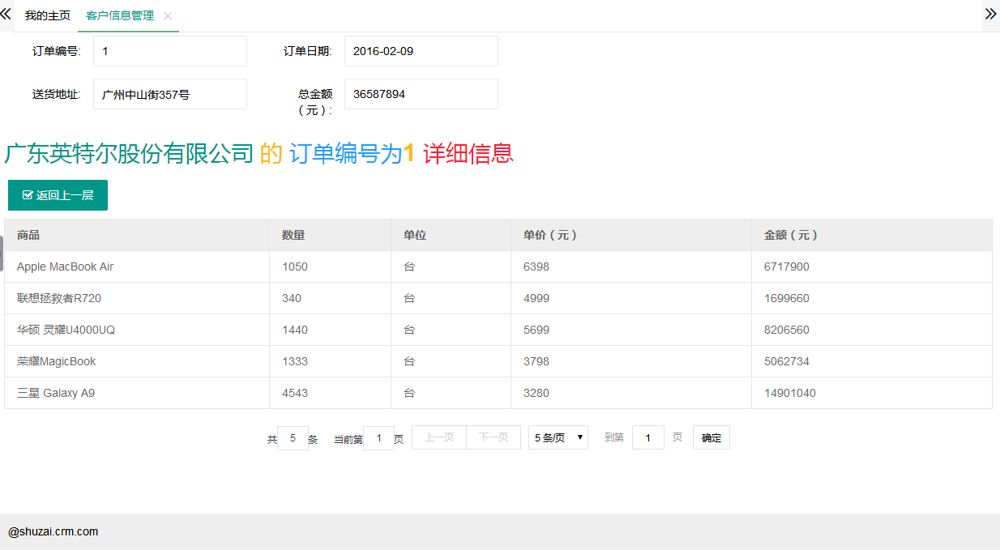 我的主页 客户信息管理
订单编号: 1 订单日期: 2016-02-09
送货地址: 广州中山街357号 总金额（元）: 36587894
广东英特尔股份有限公司 的 订单编号为1 详细信息
返回上一层
商品 数量 单位 单价（元） 金额（元）
Apple MacBook Air 1050 台 6398 6717900
联想拯救者R720 340 台 4999 1699660
华硕 灵耀U4000UQ 1440 台 5699 8206560
荣耀MagicBook 1333 台 3798 5062734
三星 Galaxy A9 4543 台 3280 14901040
共 5 条 当前第 1 页 上一页 下一页 5 条/页 到第 1 页 确定
@shuzai.crm.com